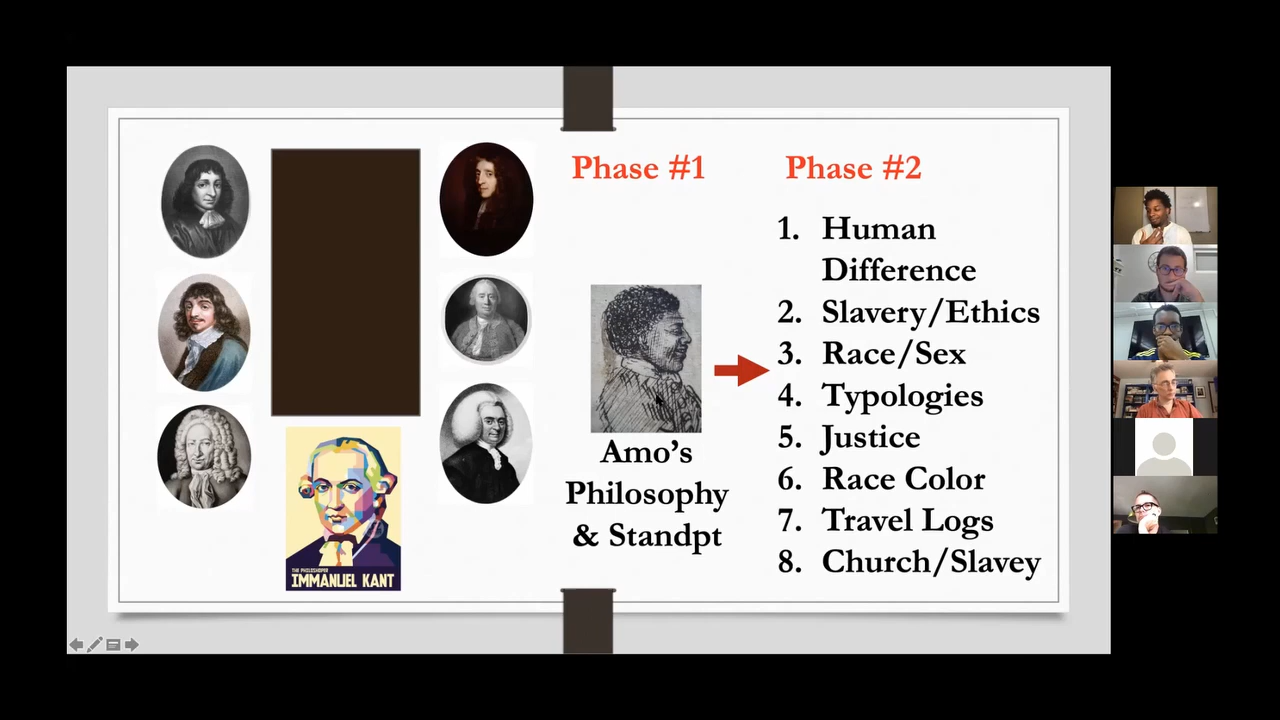 Phase #1
Phase #2
1. Human
Difference
2. Slavery/Ethics
3. Race/Sex
4. Typologies
5. Justice
6. Race Color
7. Travel Logs
8. Church/Slavey
Amo's
Philosophy
& Standpt
THE PHILOSOPER
IMMANUEL KANT